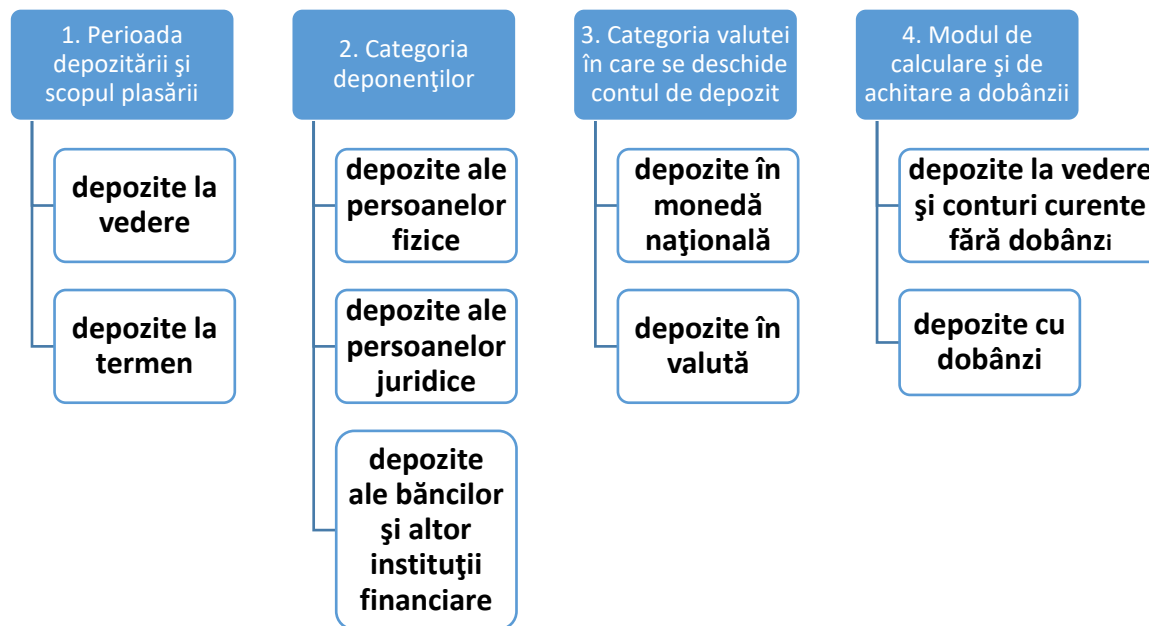 1. Perioada
depozitării şi
scopul plasării
depozite la
vedere
depozite la
termen
2. Categoria
deponenţilor
depozite ale
persoanelor
fizice
depozite ale
persoanelor
juridice
depozite
ale băncilor
şi altor
instituţii
financiare
3. Categoria valutei
în care se deschide
contul de depozit
depozite în
monedă
naţională
depozite în
valută
4. Modul de
calculare şi de
achitare a dobânzii
depozite la vedere
şi conturi curente
fără dobânzi
depozite cu
dobânzi